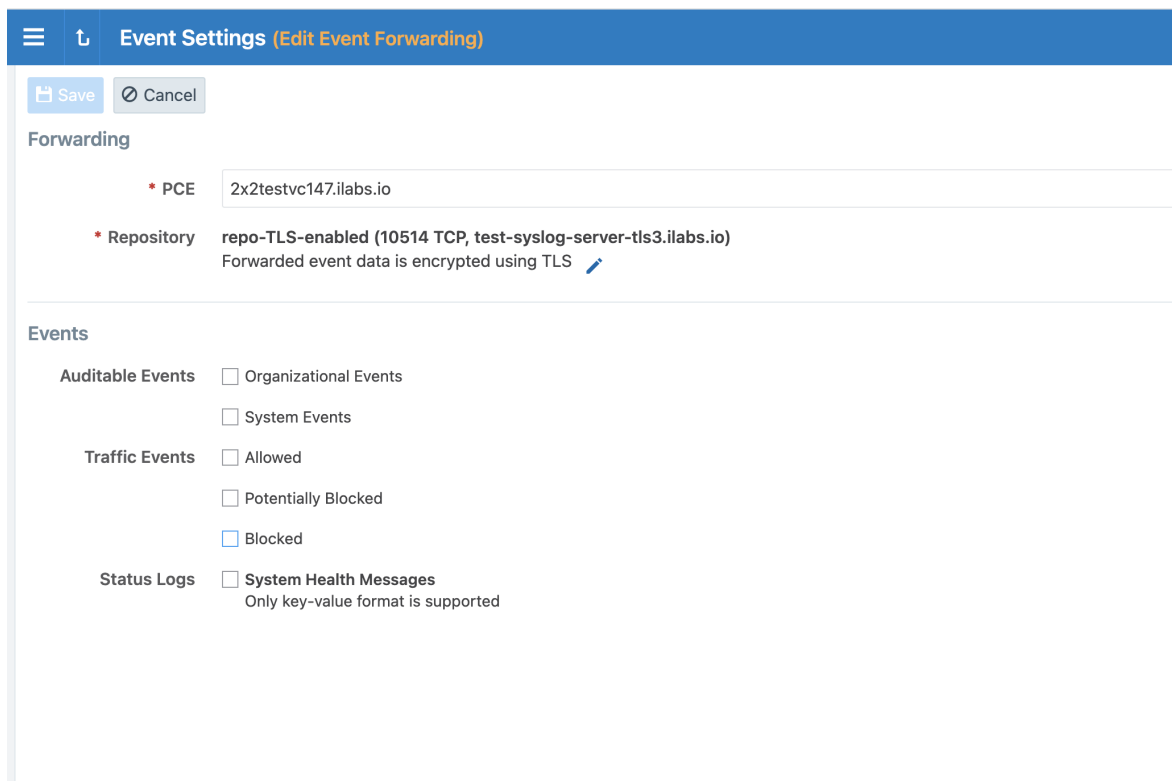 Event Settings (Edit Event Forwarding)
Save Cancel
Forwarding
* PCE 2x2testvc147.ilabs.io
* Repository repo-TLS-enabled (10514 TCP, test-syslog-server-tls3.ilabs.io)
Forwarded event data is encrypted using TLS
Events
Auditable Events Organizational Events
System Events
Traffic Events Allowed
Potentially Blocked
Blocked
Status Logs System Health Messages
Only key-value format is supported